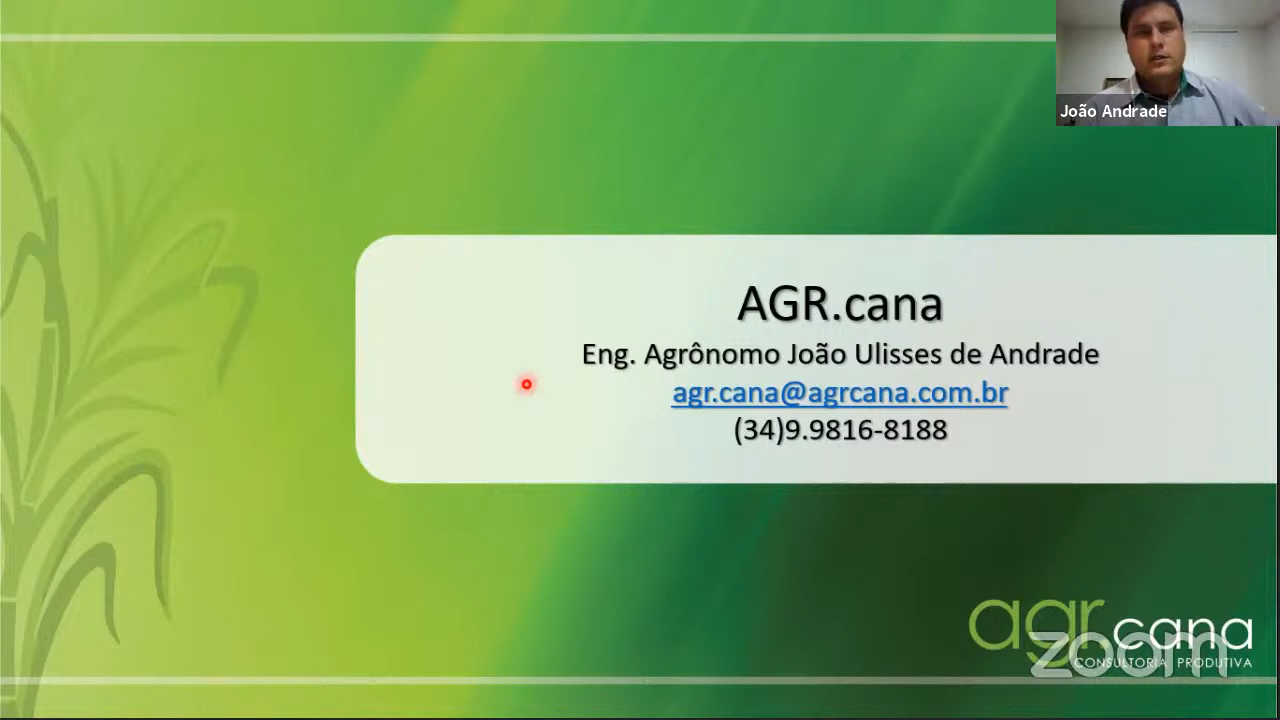 João Andrade
AGR.cana
Eng. Agrônomo João Ulisses de Andrade
agr.cana@agrcana.com.br
(34)9.9816-8188
agr.cana
zoom
CONSULTORIA PRODUTIVA